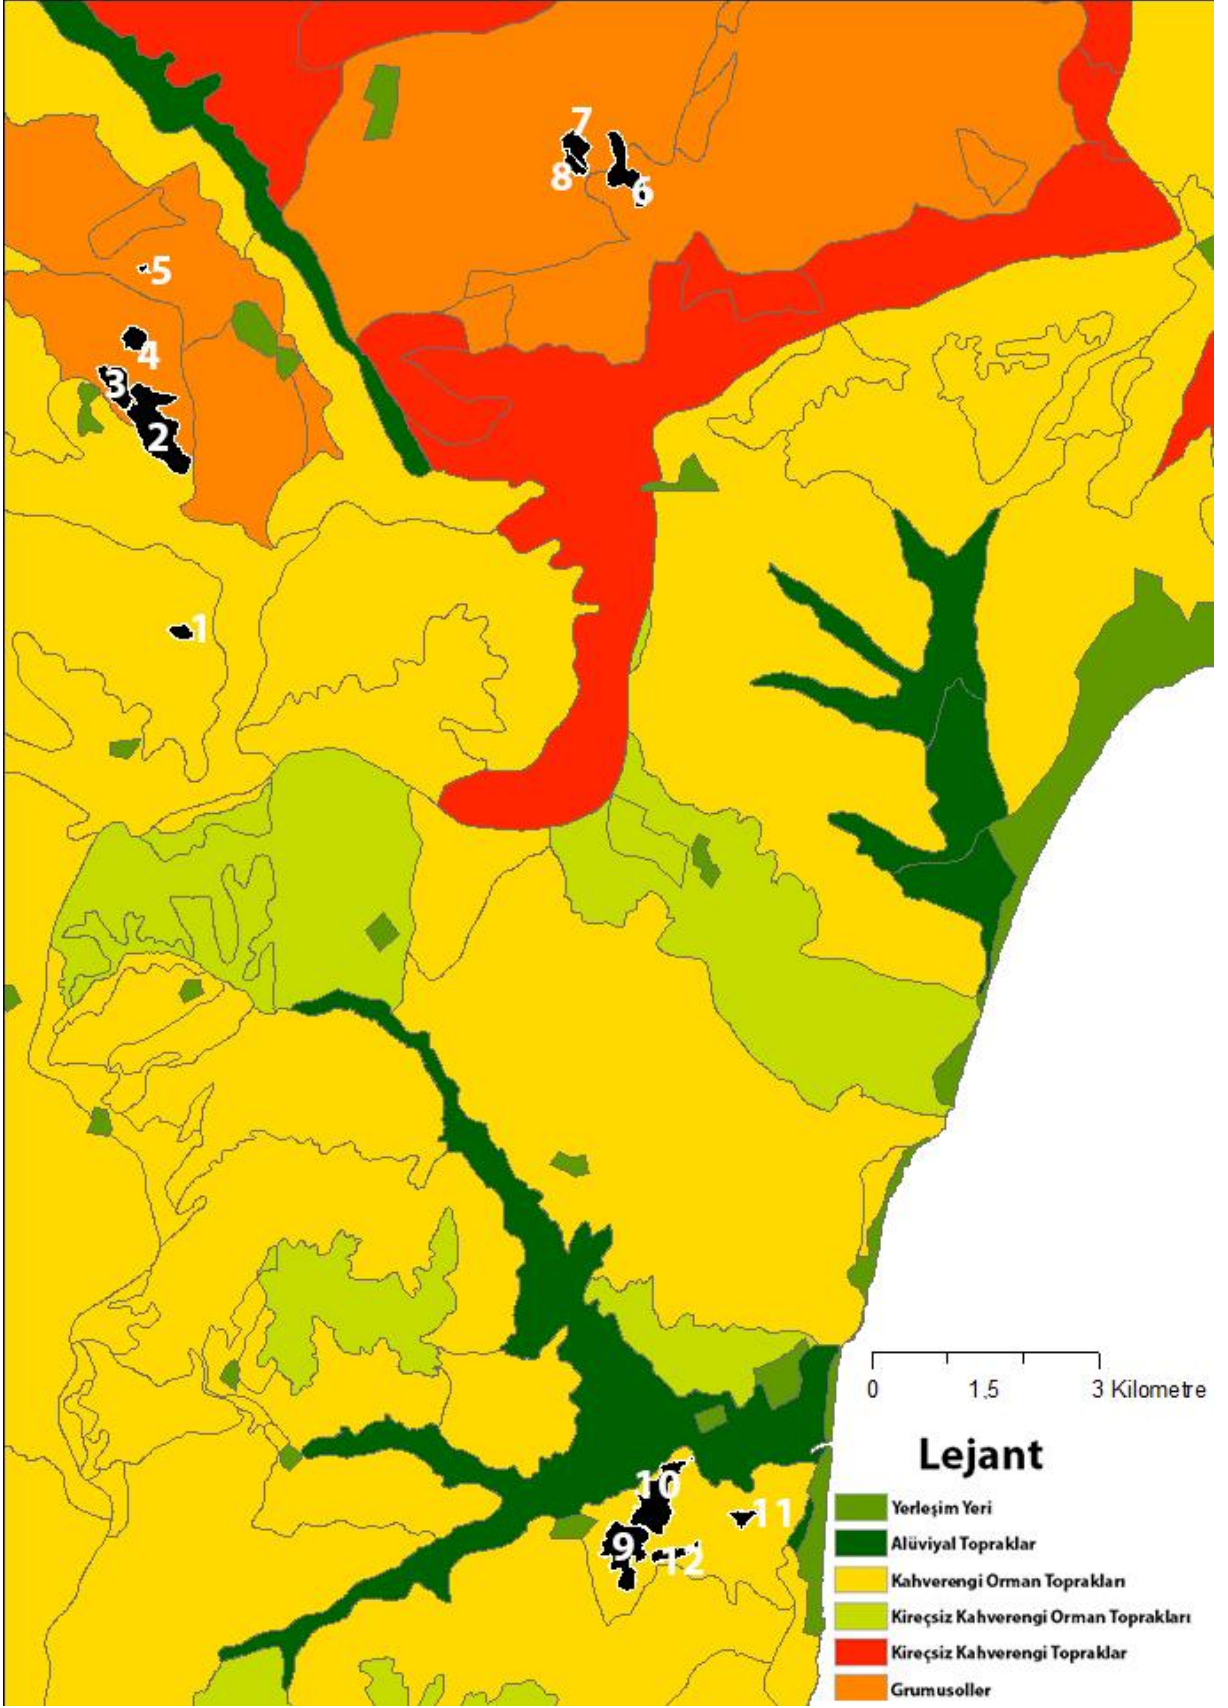 7
8
6
5
4
3
2
1
0 1,5 3 Kilometre
Lejant
10
11
9
12
Yerleşim Yeri
Alüviyal Topraklar
Kahverengi Orman Toprakları
Kireçsiz Kahverengi Orman Toprakları
Kireçsiz Kahverengi Topraklar
Grumusoller